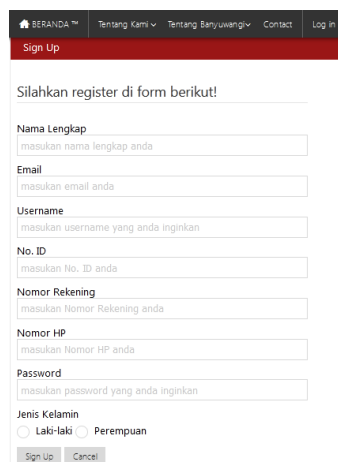 BERANDA ™ Tentang Kami Tentang Banyuwangi Contact Log in
Sign Up
Silahkan register di form berikut!
Nama Lengkap
masukan nama lengkap anda
Email
masukan email anda
Username
masukan username yang anda inginkan
No. ID
masukan No. ID anda
Nomor Rekening
masukan Nomor Rekening anda
Nomor HP
masukan Nomor HP anda
Password
masukan password yang anda inginkan
Jenis Kelamin
Laki-laki Perempuan
Sign Up Cancel